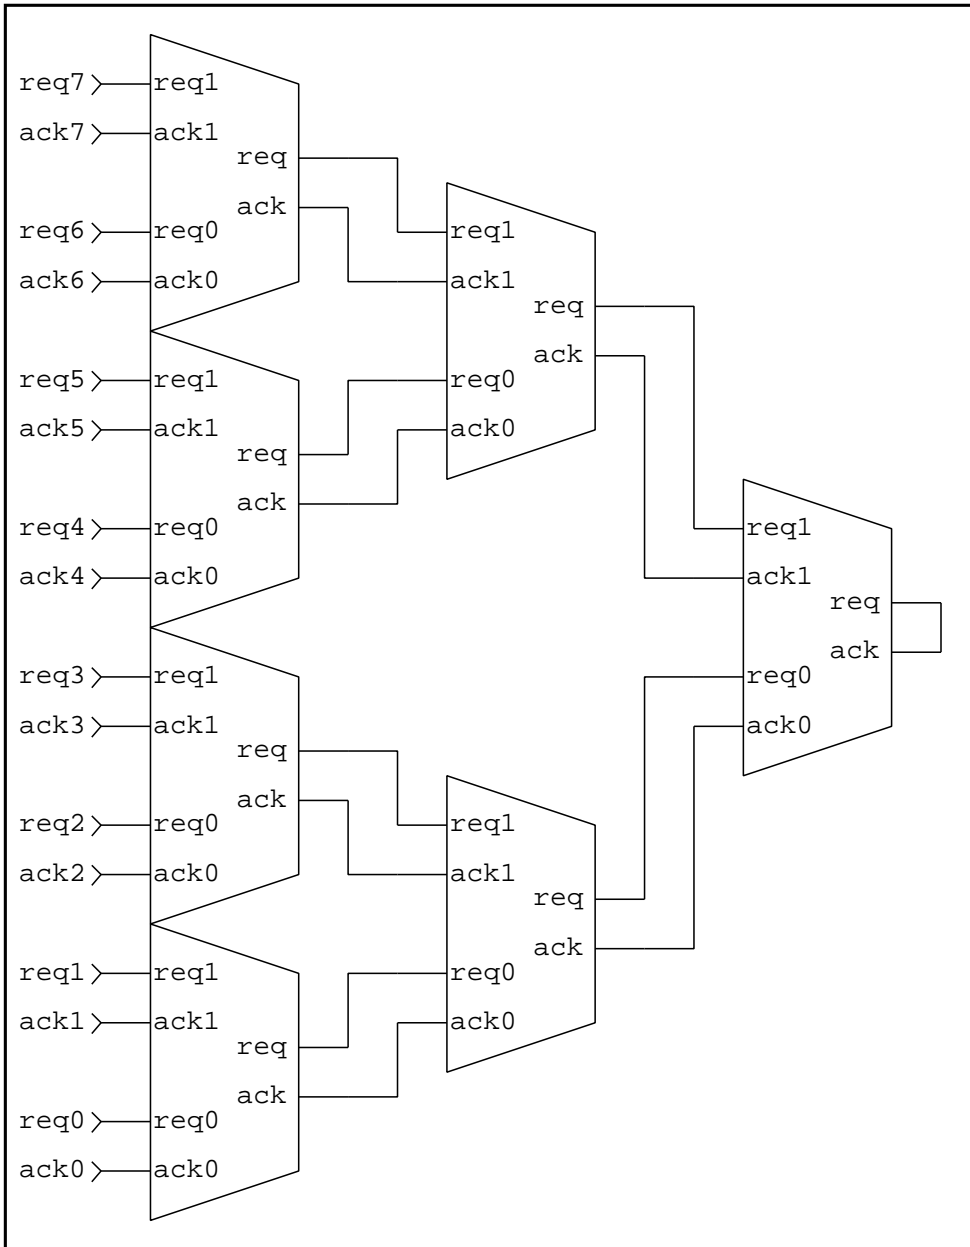 req7 req1
ack7 ack1
req
ack
req6 req0 req1
ack6 ack0 ack1
req
ack
req5 req1 req0
ack5 ack1 ack0
req
ack
req4 req0 req1
ack4 ack0 ack1
req
ack
req3 req1 req0
ack3 ack1 ack0
req
ack
req2 req0 req1
ack2 ack0 ack1
req
ack
req1 req1 req0
ack1 ack1 ack0
req
ack
req0 req0
ack0 ack0